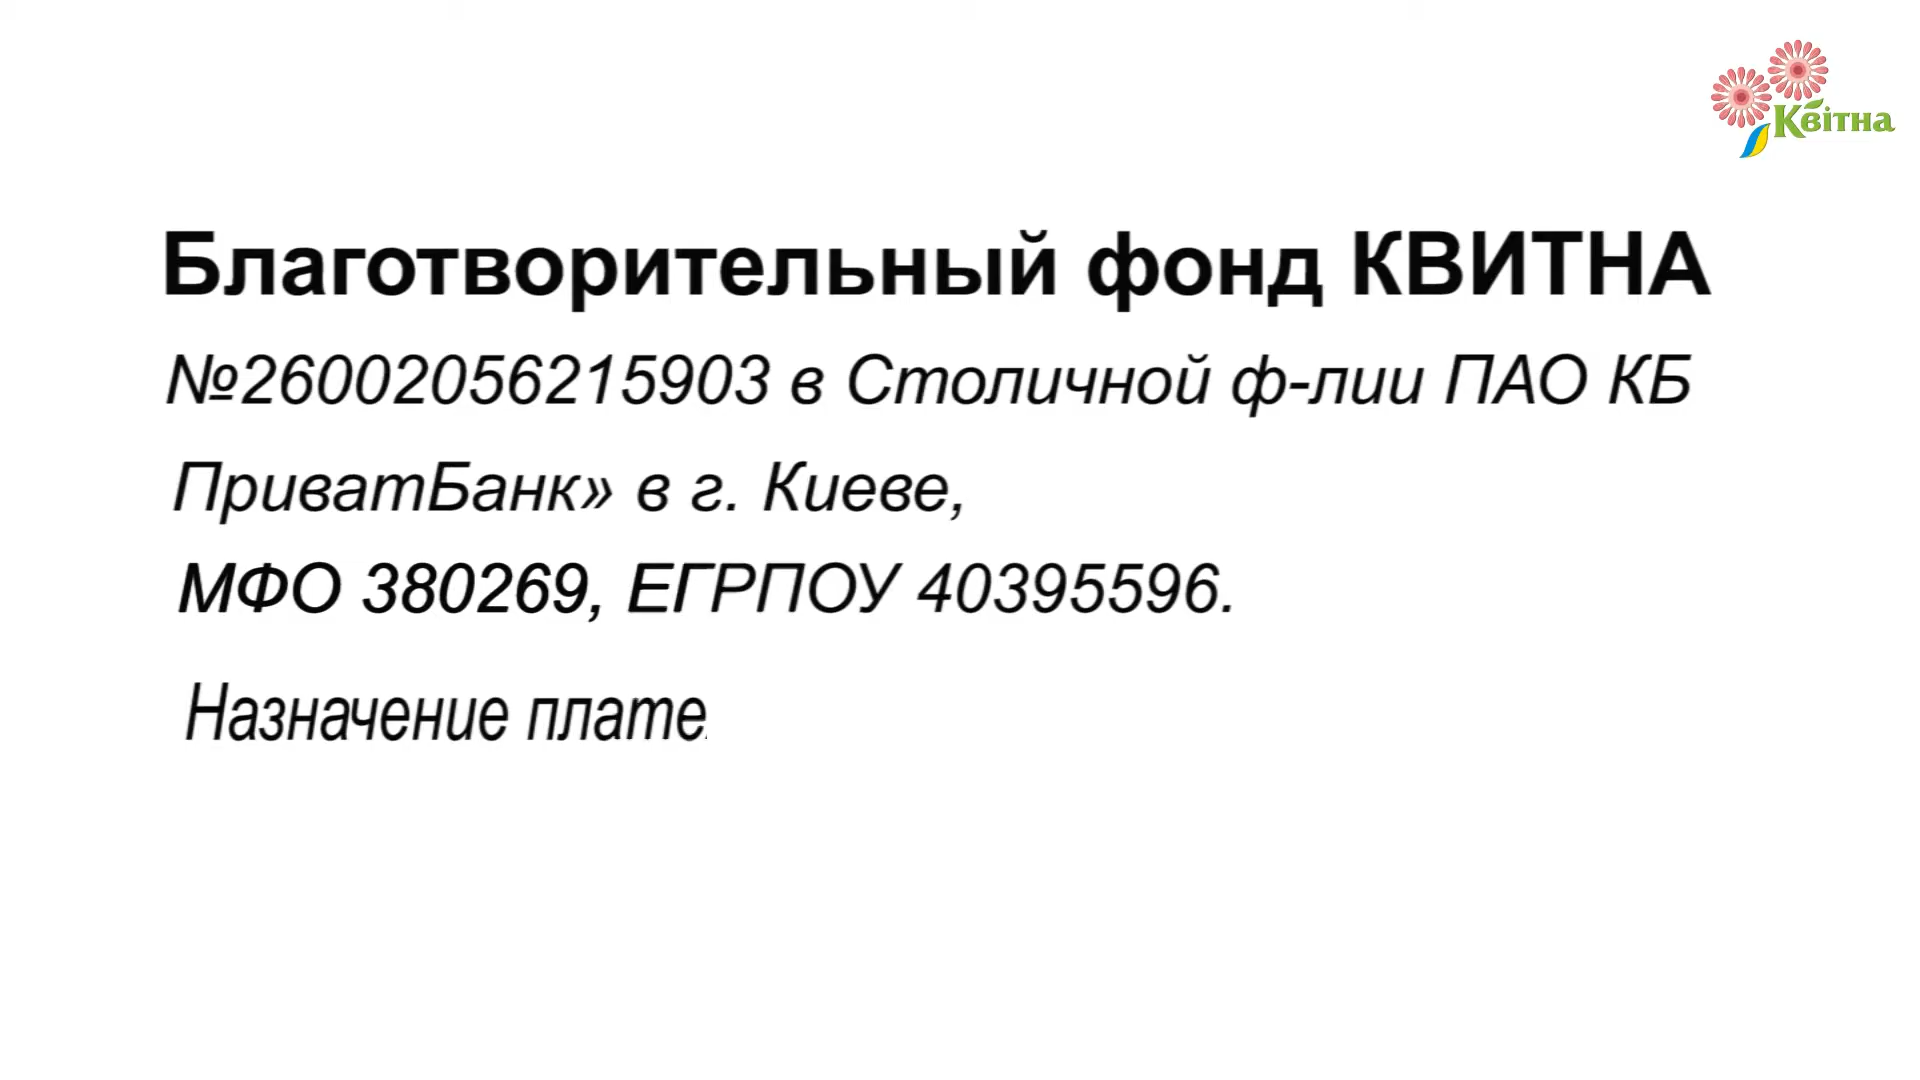 Квітна
Благотворительный фонд КВИТНА
№26002056215903 в Столичной ф-лии ПАО КБ
ПриватБанк» в г. Киеве,
МФО 380269, ЕГРПОУ 40395596.
Назначение плате